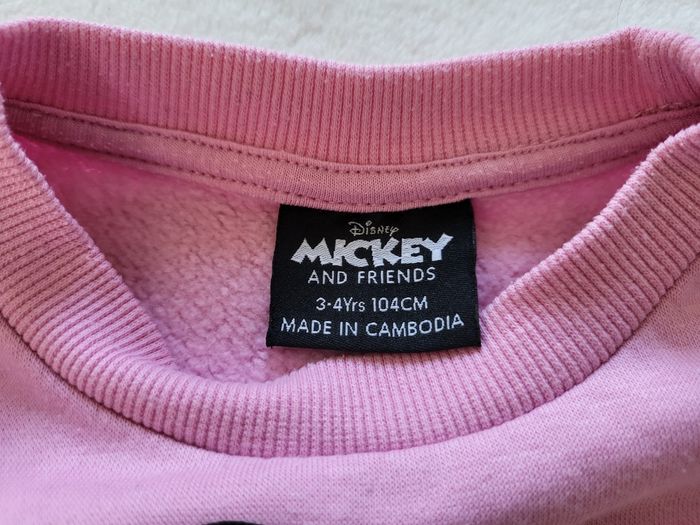 Disney
MICKEY
AND FRIENDS
3-4Yrs 104CM
MADE IN CAMBODIA